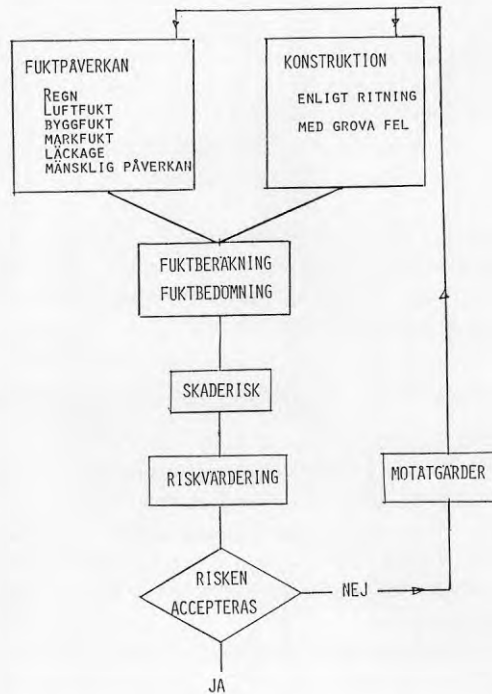 FUKTPÅVERKAN
REGN
LUFTFUKT
BYGGFUKT
MARKFUKT
LÄCKAGE
MÄNSKLIG PÅVERKAN
KONSTRUKTION
ENLIGT RITNING
MED GROVA FEL
FUKTBERÄKNING
FUKTBEDÖMNING
SKADERISK
RISKVÄRDERING
MOTÅTGÄRDER
RISKEN
ACCEPTERAS
NEJ
JA